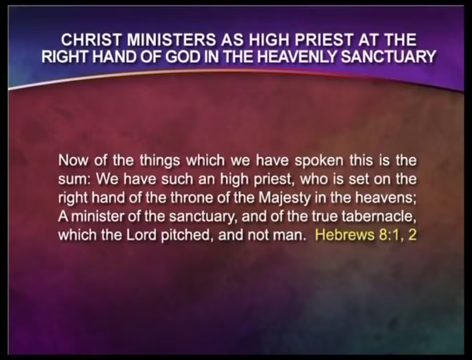 CHRIST MINISTERS AS HIGH PRIEST AT THE
RIGHT HAND OF GOD IN THE HEAVENLY SANCTUARY
Now of the things which we have spoken this is the
sum: We have such an high priest, who is set on the
right hand of the throne of the Majesty in the heavens;
A minister of the sanctuary, and of the true tabernacle,
which the Lord pitched, and not man. Hebrews 8:1, 2